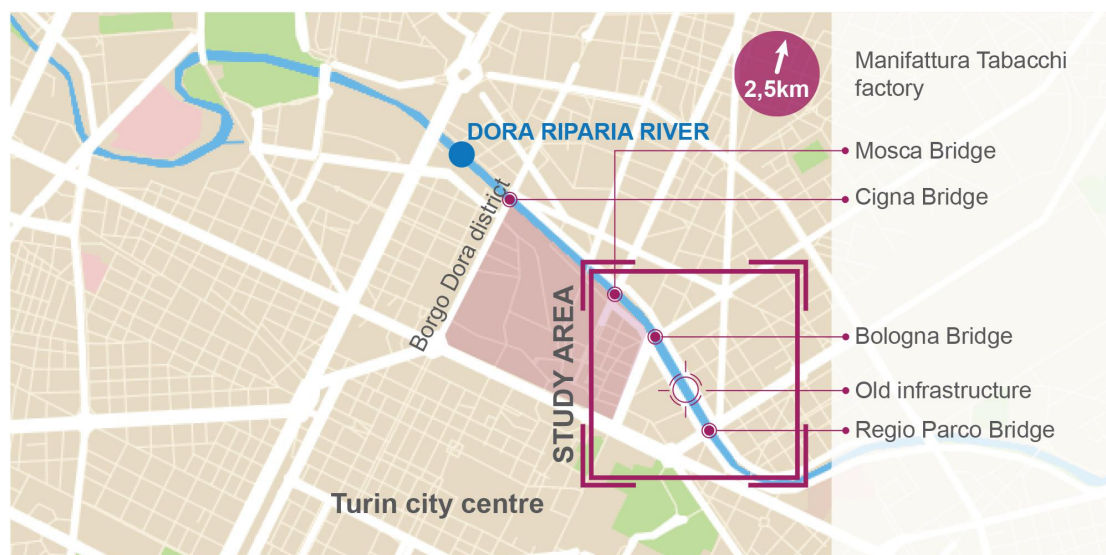 2,5km
Manifattura Tabacchi
factory
DORA RIPARIA RIVER
Mosca Bridge
Cigna Bridge
Borgo Dora district
STUDY AREA
Bologna Bridge
Old infrastructure
Regio Parco Bridge
Turin city centre